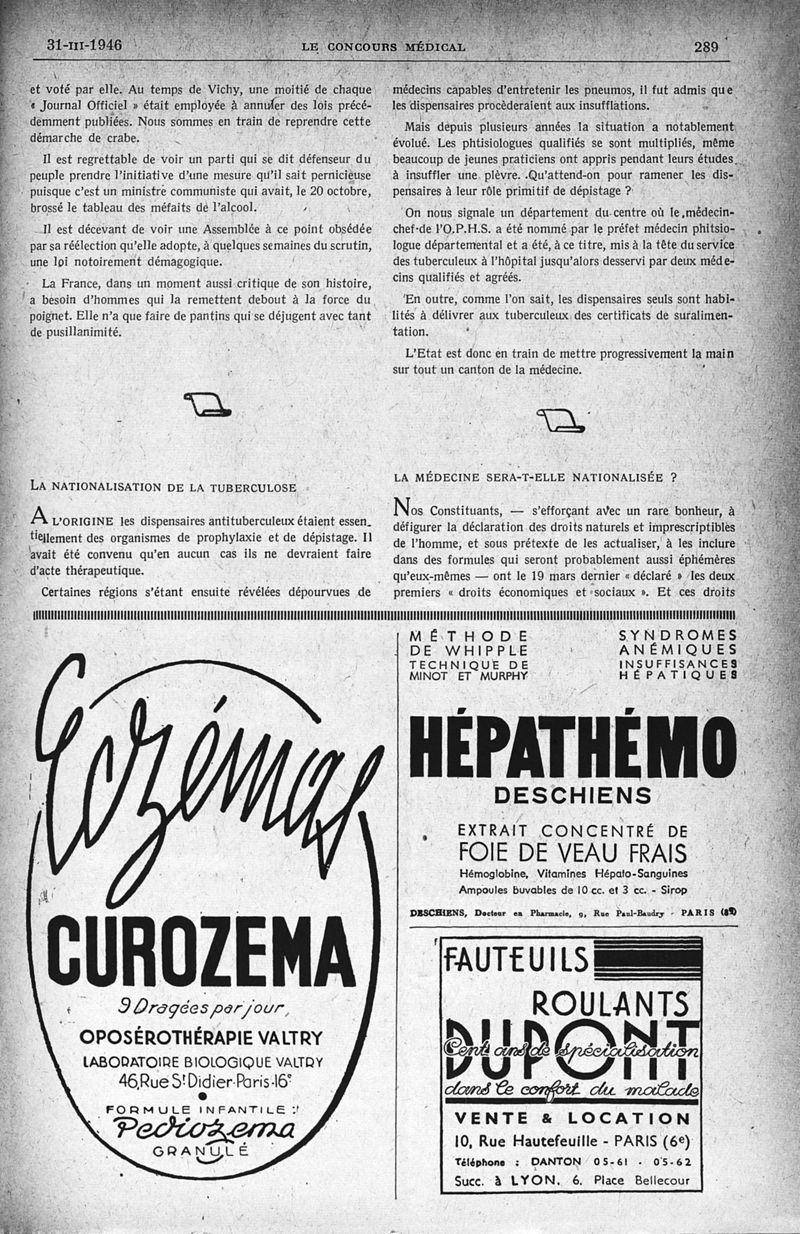 31-III-1946 LE CONCOURS MÉDICAL 289
et voté par elle. Au temps de Vichy, une moitié de chaque
« Journal Officiel » était employée à annuler des lois précé-
demment publiées. Nous sommes en train de reprendre cette
démarche de crabe.
Il est regrettable de voir un parti qui se dit défenseur du
peuple prendre l'initiative d'une mesure qu'il sait pernicieuse
puisque c'est un ministre communiste qui avait, le 20 octobre,
brossé le tableau des méfaits de l'alcool.
Il est décevant de voir une Assemblée à ce point obsédée
par sa réélection qu'elle adopte, à quelques semaines du scrutin,
une loi notoirement démagogique.
La France, dans un moment aussi critique de son histoire,
a besoin d'hommes qui la remettent debout à la force du
poignet. Elle n'a que faire de pantins qui se déjugent avec tant
de pusillanimité.
LA NATIONALISATION DE LA TUBERCULOSE
A L'ORIGINE les dispensaires antituberculeux étaient essen-
tiellement des organismes de prophylaxie et de dépistage. Il
avait été convenu qu'en aucun cas ils ne devraient faire
d'acte thérapeutique.
Certaines régions s'étant ensuite révélées dépourvues de
médecins capables d'entretenir les pneumos, il fut admis que
les dispensaires procèderaient aux insufflations.
Mais depuis plusieurs années la situation a notablement
évolué. Les phtisiologues qualifiés se sont multipliés, même
beaucoup de jeunes praticiens ont appris pendant leurs études
à insuffler une plèvre. Qu'attend-on pour ramener les dis-
pensaires à leur rôle primitif de dépistage ?
On nous signale un département du centre où le médecin-
chef de l'O.P.H.S. a été nommé par le préfet médecin phitsio-
logue départemental et a été, à ce titre, mis à la tête du service
des tuberculeux à l'hôpital jusqu'alors desservi par deux méde-
cins qualifiés et agréés.
En outre, comme l'on sait, les dispensaires seuls sont habi-
lités à délivrer aux tuberculeux des certificats de suralimen-
tation.
L'Etat est donc en train de mettre progressivement la main
sur tout un canton de la médecine.
LA MÉDECINE SERA-T-ELLE NATIONALISÉE ?
Nos Constituants, — s'efforçant avec un rare bonheur, à
défigurer la déclaration des droits naturels et imprescriptibles
de l'homme, et sous prétexte de les actualiser, à les inclure
dans des formules qui seront probablement aussi éphémères
qu'eux-mêmes — ont le 19 mars dernier « déclaré » les deux
premiers « droits économiques et sociaux ». Et ces droits
Eczémas
CUROZEMA
9 Dragées par jour
OPOSÉROTHÉRAPIE VALTRY
LABORATOIRE BIOLOGIQUE VALTRY
46, Rue St Didier-Paris-16e
FORMULE INFANTILE :
Pediozema
GRANULÉ
MÉTHODE
DE WHIPPLE
TECHNIQUE DE
MINOT ET MURPHY
SYNDROMES
ANÉMIQUES
INSUFFISANCES
HÉPATIQUES
HÉPATHÉMO
DESCHIENS
EXTRAIT CONCENTRÉ DE
FOIE DE VEAU FRAIS
Hémoglobine, Vitamines Hépato-Sanguines
Ampoules buvables de 10 cc. et 3 cc. - Sirop
DESCHIENS, Docteur en Pharmacie, 9, Rue Paul-Baudry - PARIS (8e)
FAUTEUILS
ROULANTS
DUPONT
Cent ans de spécialisation
dans le confort du malade
VENTE & LOCATION
10, Rue Hautefeuille - PARIS (6e)
Téléphone : DANTON 05-61 - 05-62
Succ. à LYON, 6, Place Bellecour